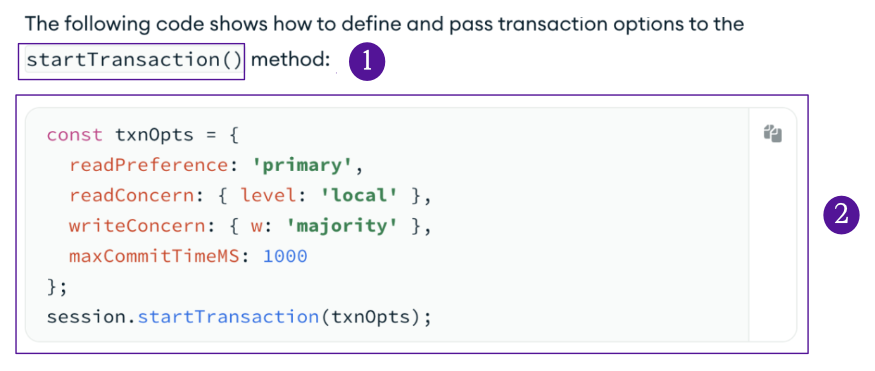 The following code shows how to define and pass transaction options to the
startTransaction() method: 1
const txnOpts = {
  readPreference: 'primary',
  readConcern: { level: 'local' },
  writeConcern: { w: 'majority' },
  maxCommitTimeMS: 1000
};
session.startTransaction(txnOpts);
2